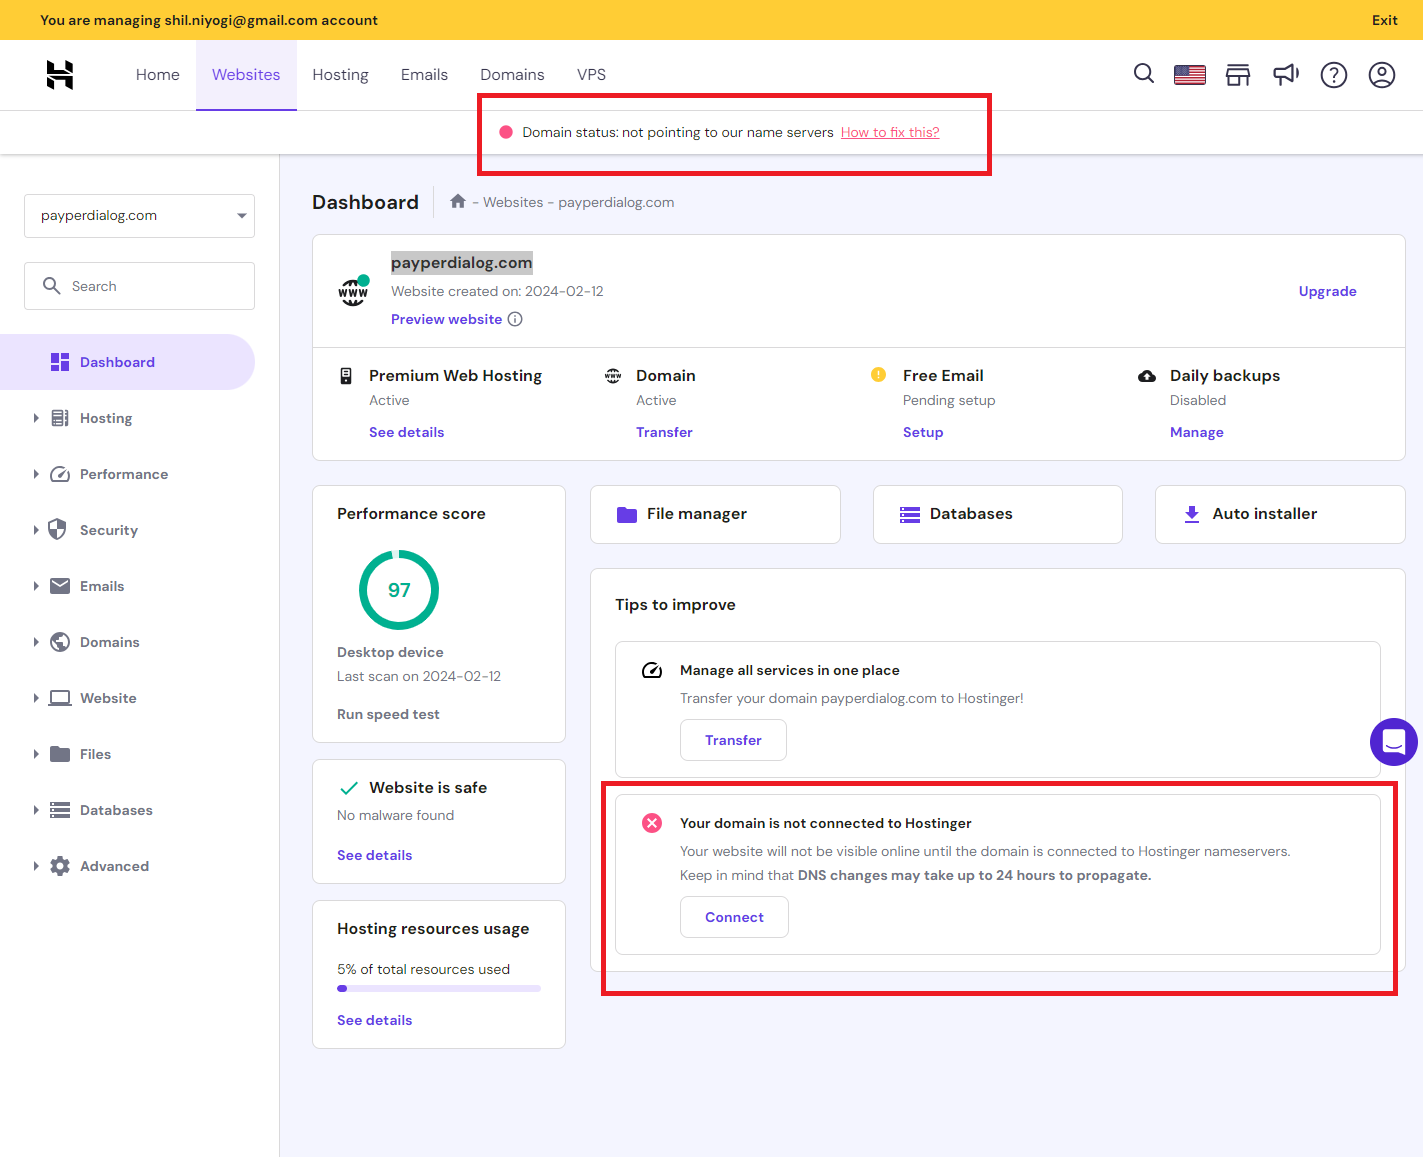 You are managing shil.niyogi@gmail.com account
Exit
Home
Websites
Hosting
Emails
Domains
VPS
Domain status: not pointing to our name servers How to fix this?
payperdialog.com
Search
Dashboard
Hosting
Performance
Security
Emails
Domains
Website
Files
Databases
Advanced
Dashboard
- Websites - payperdialog.com
www
payperdialog.com
Website created on: 2024-02-12
Preview website
Upgrade
Premium Web Hosting
Active
See details
www
Domain
Active
Transfer
Free Email
Pending setup
Setup
Daily backups
Disabled
Manage
Performance score
97
Desktop device
Last scan on 2024-02-12
Run speed test
Website is safe
No malware found
See details
Hosting resources usage
5% of total resources used
See details
File manager
Databases
Auto installer
Tips to improve
Manage all services in one place
Transfer your domain payperdialog.com to Hostinger!
Transfer
Your domain is not connected to Hostinger
Your website will not be visible online until the domain is connected to Hostinger nameservers.
Keep in mind that DNS changes may take up to 24 hours to propagate.
Connect